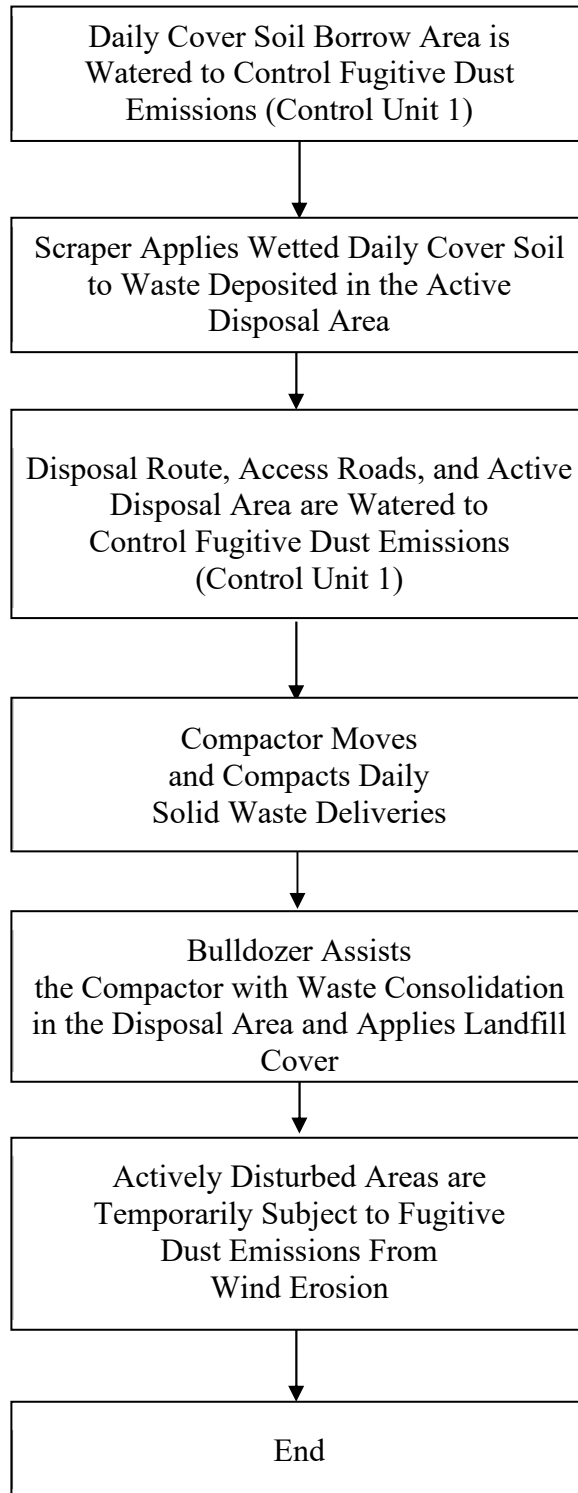 Daily Cover Soil Borrow Area is
Watered to Control Fugitive Dust
Emissions (Control Unit 1)
Scraper Applies Wetted Daily Cover Soil
to Waste Deposited in the Active
Disposal Area
Disposal Route, Access Roads, and Active
Disposal Area are Watered to
Control Fugitive Dust Emissions
(Control Unit 1)
Compactor Moves
and Compacts Daily
Solid Waste Deliveries
Bulldozer Assists
the Compactor with Waste Consolidation
in the Disposal Area and Applies Landfill
Cover
Actively Disturbed Areas are
Temporarily Subject to Fugitive
Dust Emissions From
Wind Erosion
End